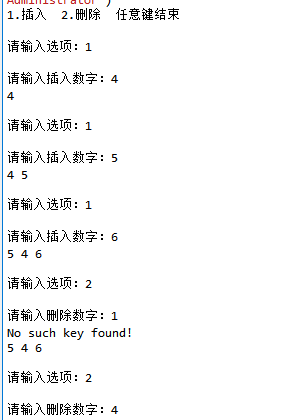 Administrator )
1.插入  2.删除  任意键结束
请输入选项：1
请输入插入数字：4
4
请输入选项：1
请输入插入数字：5
4 5
请输入选项：1
请输入插入数字：6
5 4 6
请输入选项：2
请输入删除数字：1
No such key found!
5 4 6
请输入选项：2
请输入删除数字：4